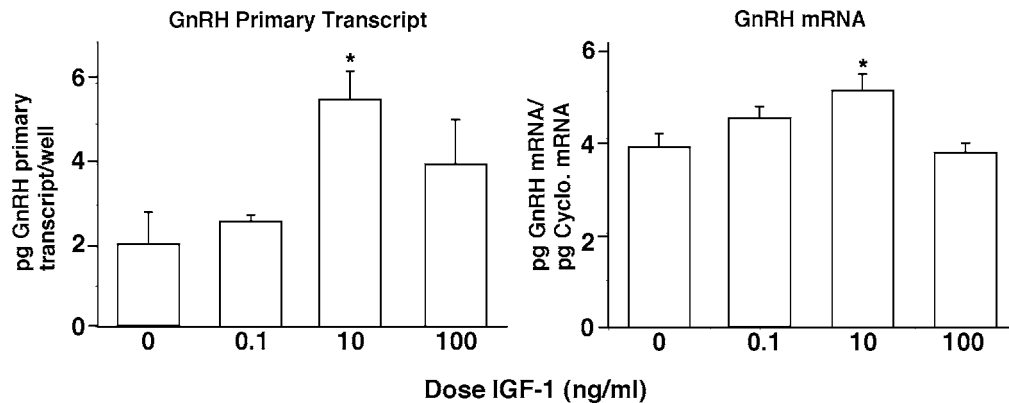 GnRH Primary Transcript
pg GnRH primary
transcript/well
6
4
2
0
*
0 0.1 10 100
GnRH mRNA
pg GnRH mRNA/
pg Cyclo. mRNA
6
4
2
0
*
0 0.1 10 100
Dose IGF-1 (ng/ml)